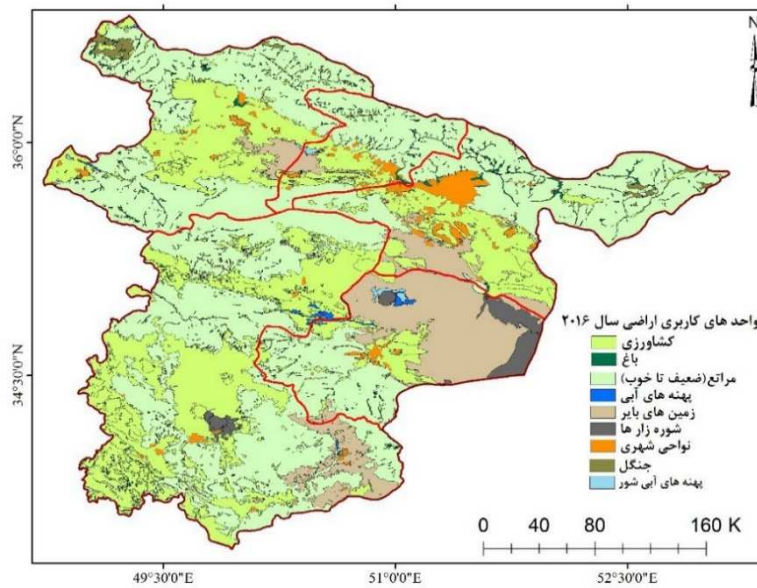 N
36°0'0"N
34°30'0"N
واحد های کاربری اراضی سال ۲۰۱۶
کشاورزی
باغ
مراتع(ضعیف تا خوب)
پهنه های آبی
زمین های بایر
شوره زار ها
نواحی شهری
جنگل
پهنه های آبی شور
0 40 80 160 K
49°30'0"E 51°0'0"E 52°30'0"E